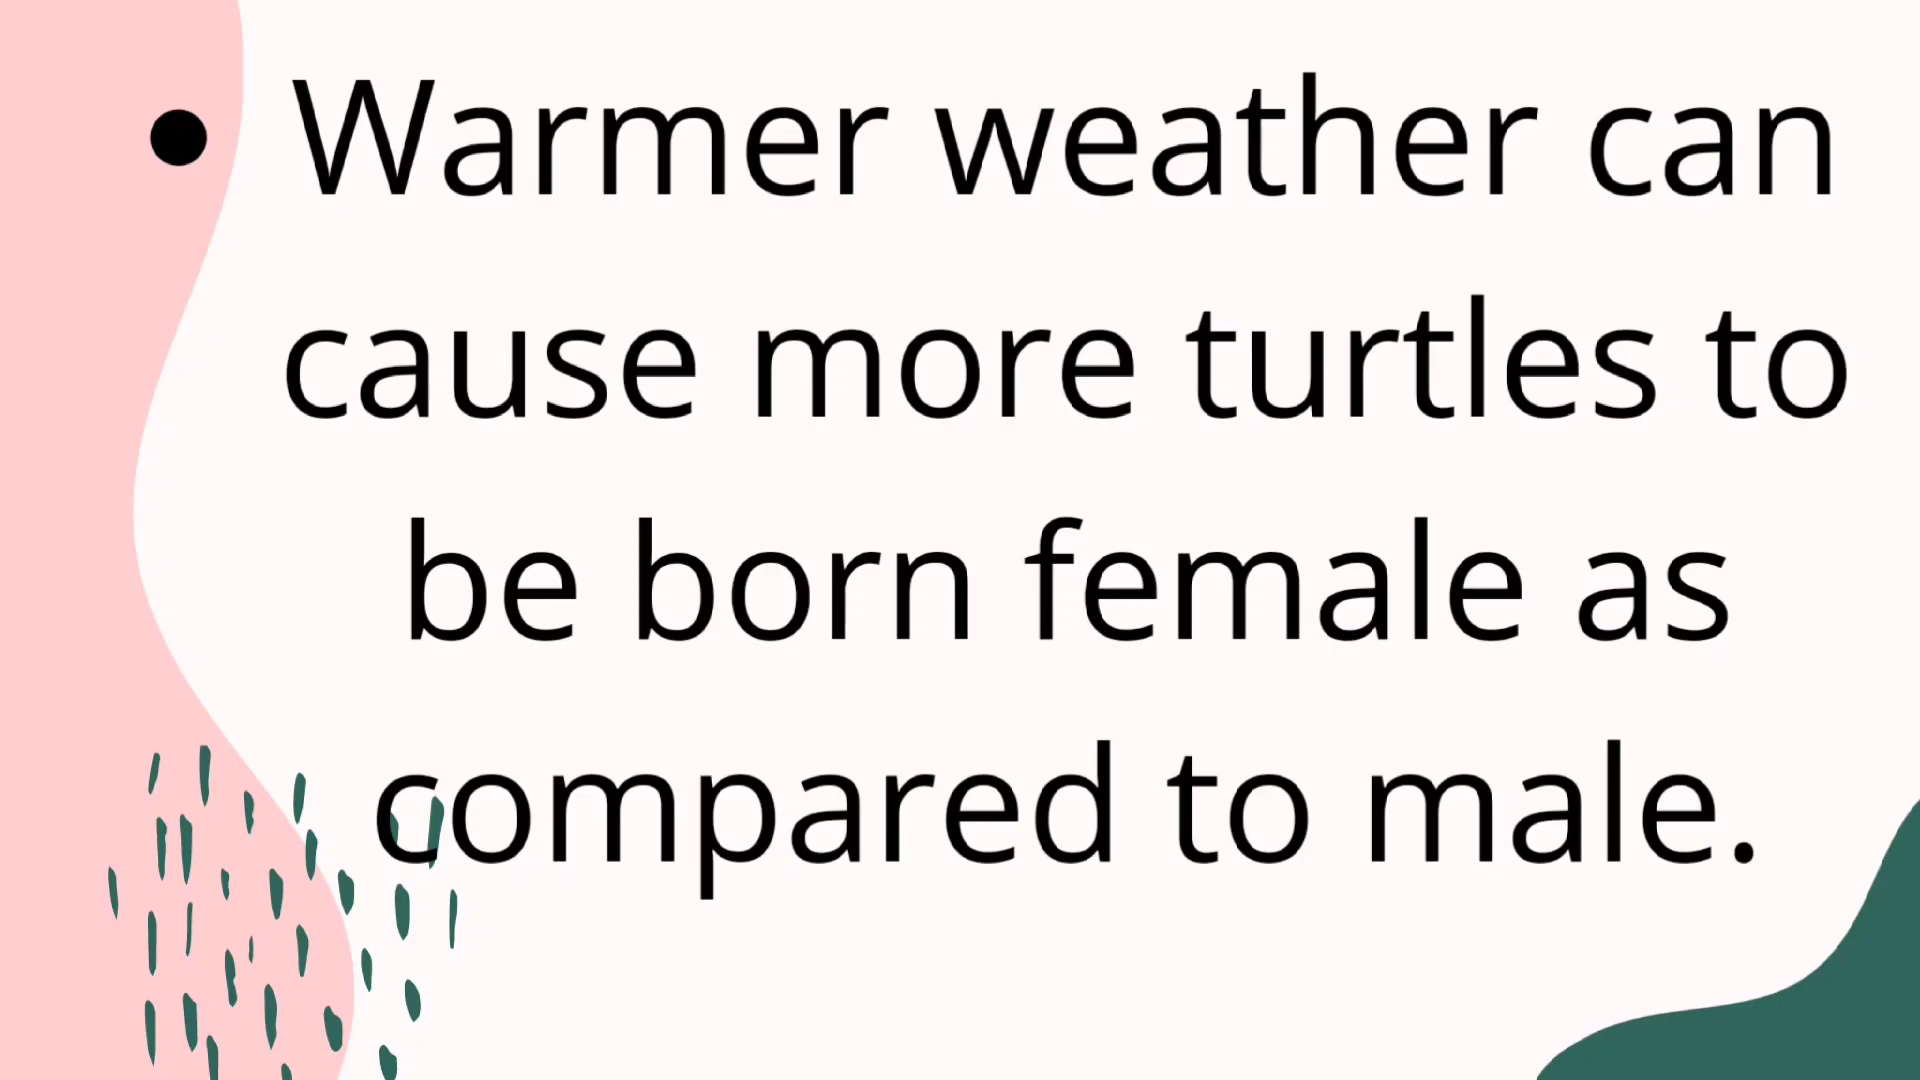 • Warmer weather can
cause more turtles to
be born female as
compared to male.